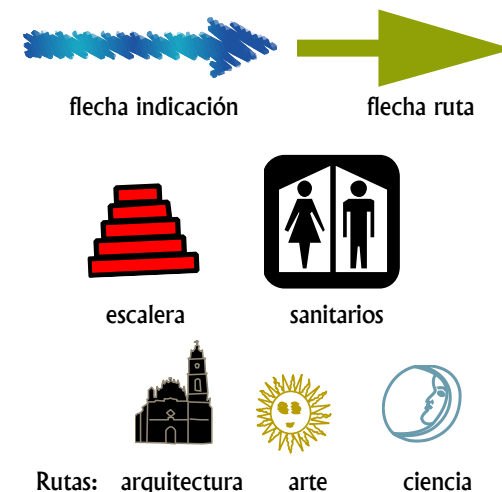 flecha indicación flecha ruta
escalera sanitarios
Rutas: arquitectura arte ciencia